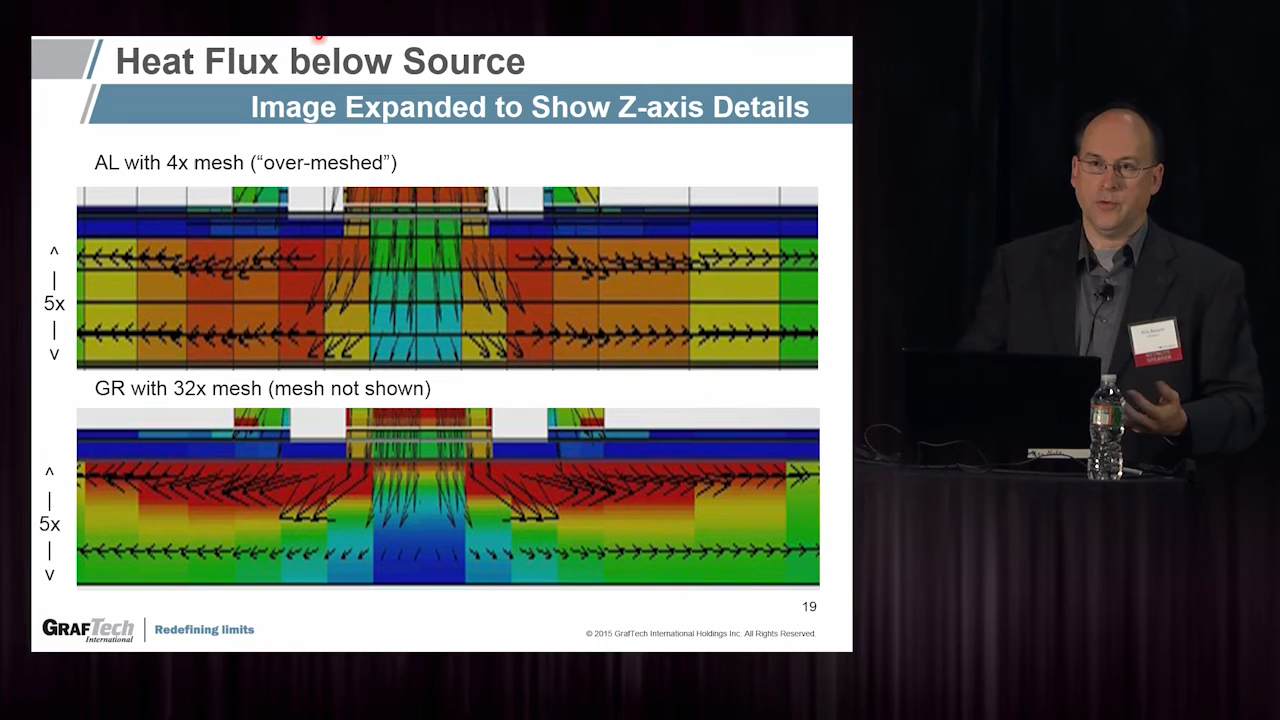 Heat Flux below Source
Image Expanded to Show Z-axis Details
AL with 4x mesh (“over-meshed”)
^
|
5x
|
v
GR with 32x mesh (mesh not shown)
^
|
5x
|
v
19
GRAFTech
International
Redefining limits
© 2015 GrafTech International Holdings Inc. All Rights Reserved.
KEYNOTE
SPEAKER